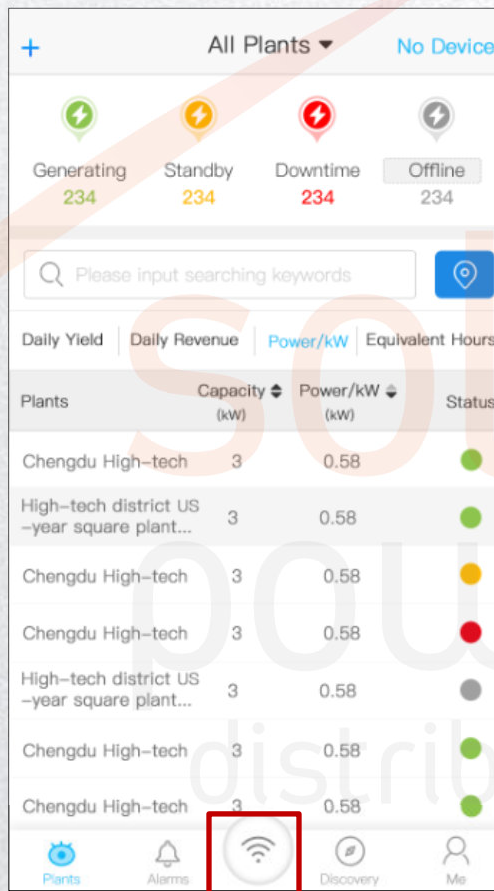 + All Plants ▼ No Device
Generating Standby Downtime Offline
234 234 234 234
Please input searching keywords
Daily Yield Daily Revenue Power/kW Equivalent Hours
Plants Capacity (kW) Power/kW (kW) Status
Chengdu High-tech 3 0.58
High-tech district US
-year square plant... 3 0.58
Chengdu High-tech 3 0.58
Chengdu High-tech 3 0.58
High-tech district US
-year square plant... 3 0.58
Chengdu High-tech 3 0.58
Chengdu High-tech 3 0.58
Plants Alarms Discovery Me